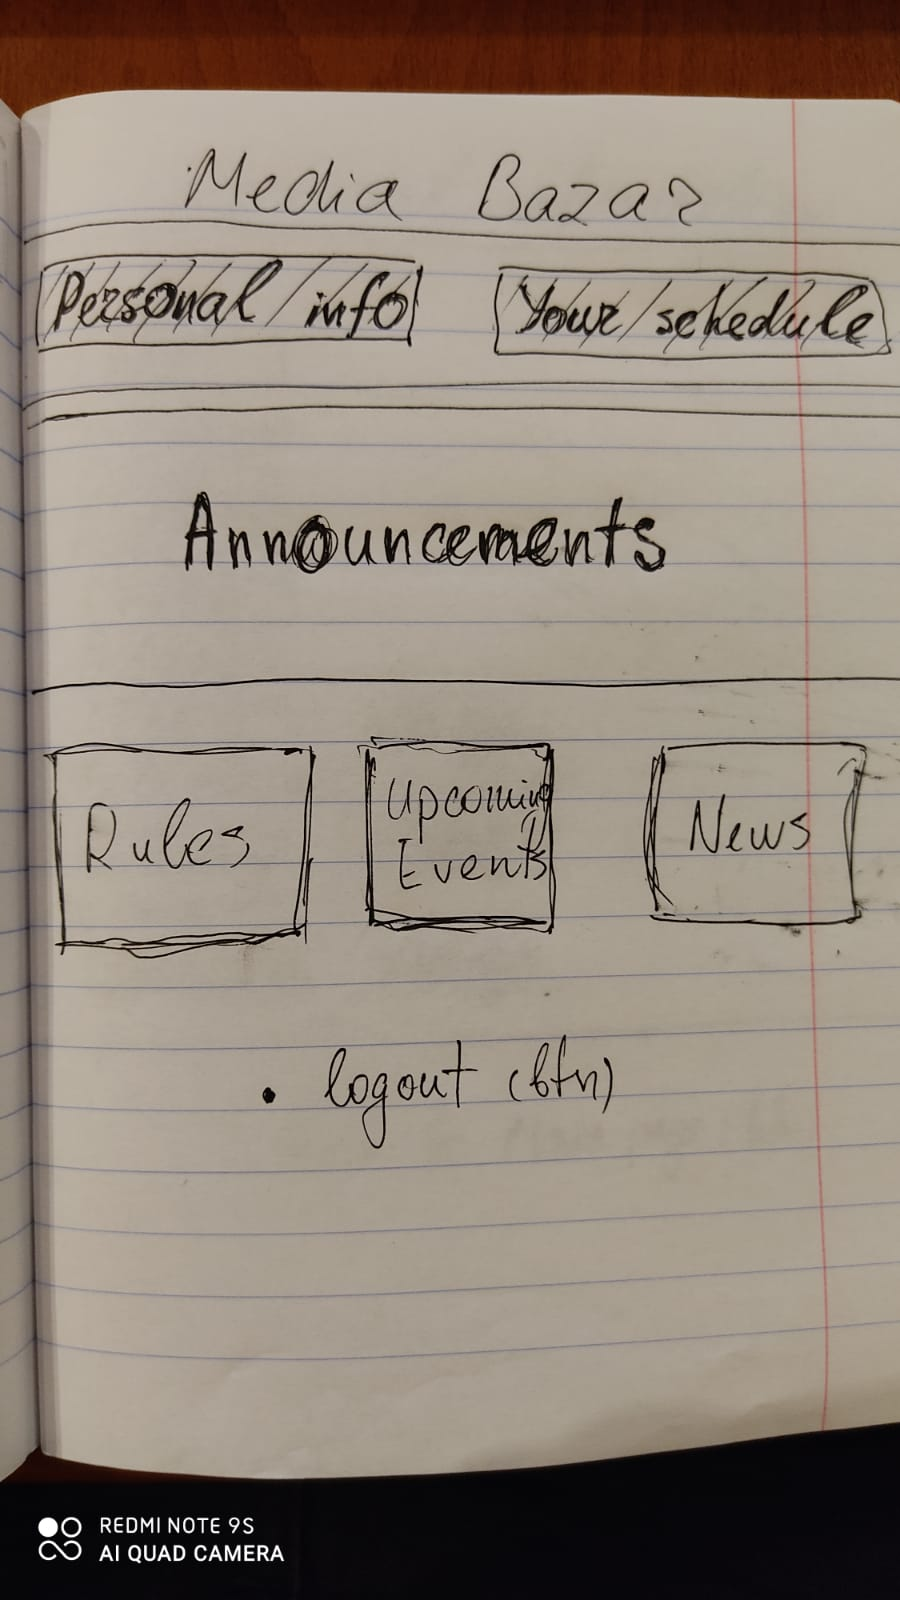 Media Bazar
Personal info
Your schedule
Announcements
Rules
Upcoming
Events
News
• logout (btn)
REDMI NOTE 9S
AI QUAD CAMERA